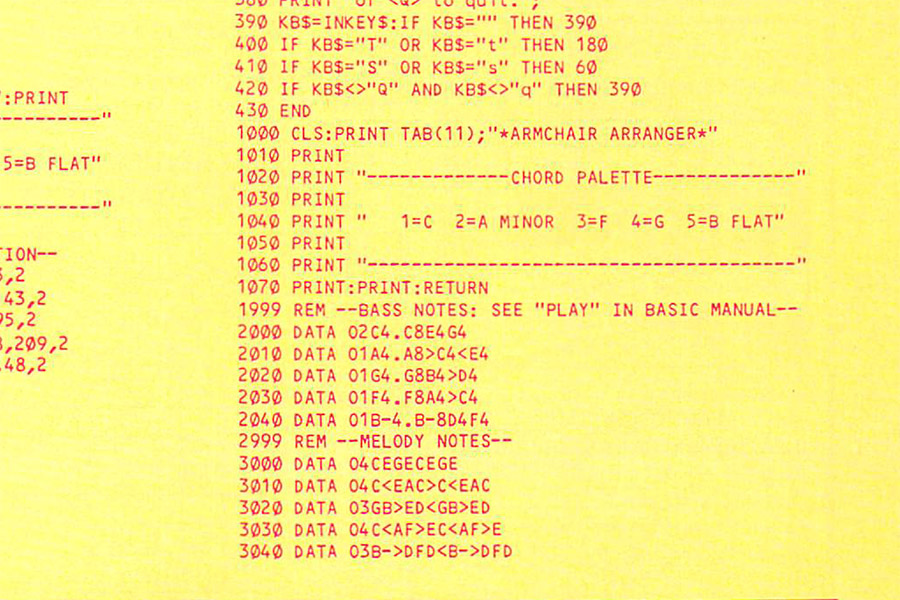 :PRINT
----------"
5=B FLAT"
----------"
TION--
,2
43,2
95,2
,209,2
48,2
380 PRINT "or <Q> to quit.";
390 KB$=INKEY$:IF KB$="" THEN 390
400 IF KB$="T" OR KB$="t" THEN 180
410 IF KB$="S" OR KB$="s" THEN 60
420 IF KB$<>"Q" AND KB$<>"q" THEN 390
430 END
1000 CLS:PRINT TAB(11);"*ARMCHAIR ARRANGER*"
1010 PRINT
1020 PRINT "-------------CHORD PALETTE-------------"
1030 PRINT
1040 PRINT "   1=C  2=A MINOR  3=F  4=G  5=B FLAT"
1050 PRINT
1060 PRINT "---------------------------------------"
1070 PRINT:PRINT:RETURN
1999 REM --BASS NOTES: SEE "PLAY" IN BASIC MANUAL--
2000 DATA O2C4.C8E4G4
2010 DATA O1A4.A8>C4<E4
2020 DATA O1G4.G8B4>D4
2030 DATA O1F4.F8A4>C4
2040 DATA O1B-4.B-8D4F4
2999 REM --MELODY NOTES--
3000 DATA O4CEGECEGE
3010 DATA O4C<EAC>C<EAC
3020 DATA O3GB>ED<GB>ED
3030 DATA O4C<AF>EC<AF>E
3040 DATA O3B->DFD<B->DFD